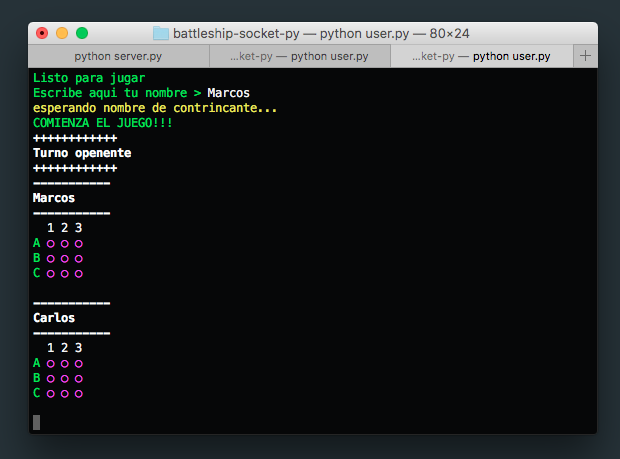 battleship-socket-py — python user.py — 80×24
python server.py
...ket-py — python user.py
...ket-py — python user.py
Listo para jugar
Escribe aqui tu nombre > Marcos
esperando nombre de contrincante...
COMIENZA EL JUEGO!!!
++++++++++++
Turno openente
++++++++++++
-----------
Marcos
-----------
1 2 3
A o o o
B o o o
C o o o
-----------
Carlos
-----------
1 2 3
A o o o
B o o o
C o o o